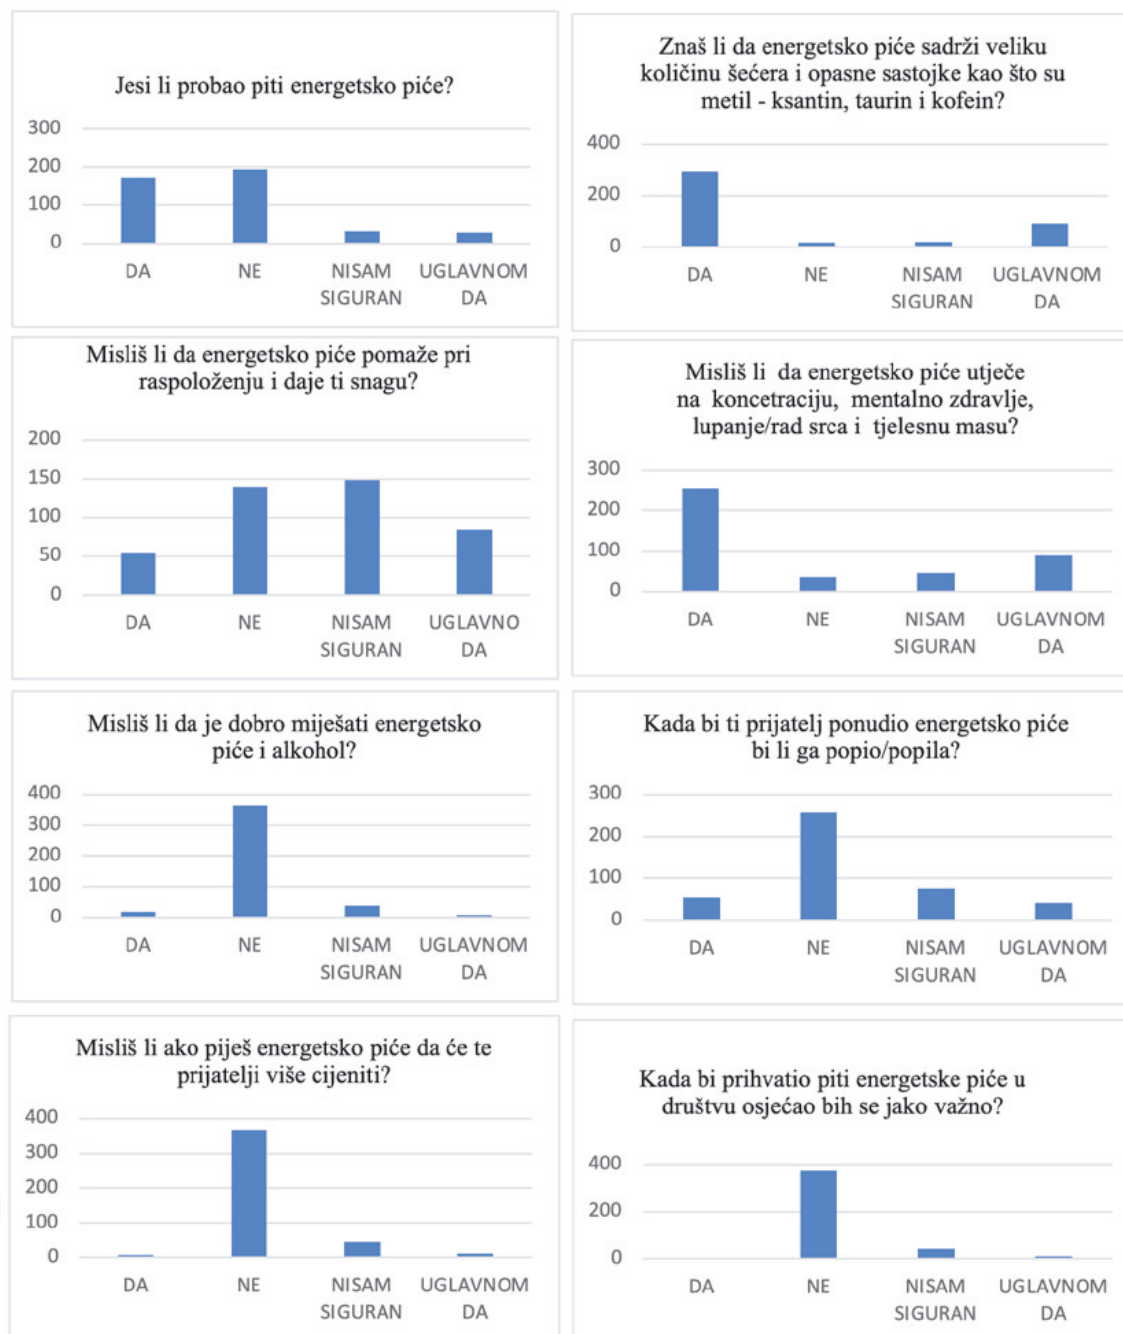 Jesi li probao piti energetsko piće?
300
200
100
0
DA
NE
NISAM
SIGURAN
UGLAVNOM
DA
Znaš li da energetsko piće sadrži veliku
količinu šećera i opasne sastojke kao što su
metil - ksantin, taurin i kofein?
400
200
0
DA
NE
NISAM
SIGURAN
UGLAVNOM
DA
Misliš li da energetsko piće pomaže pri
raspoloženju i daje ti snagu?
200
150
100
50
0
DA
NE
NISAM
SIGURAN
UGLAVNO
DA
Misliš li da energetsko piće utječe
na koncetraciju, mentalno zdravlje,
lupanje/rad srca i tjelesnu masu?
300
200
100
0
DA
NE
NISAM
SIGURAN
UGLAVNOM
DA
Misliš li da je dobro miješati energetsko
piće i alkohol?
400
300
200
100
0
DA
NE
NISAM
SIGURAN
UGLAVNOM
DA
Kada bi ti prijatelj ponudio energetsko piće
bi li ga popio/popila?
300
200
100
0
DA
NE
NISAM
SIGURAN
UGLAVNOM
DA
Misliš li ako piješ energetsko piće da će te
prijatelji više cijeniti?
400
300
200
100
0
DA
NE
NISAM
SIGURAN
UGLAVNOM
DA
Kada bi prihvatio piti energetske piće u
društvu osjećao bih se jako važno?
400
200
0
DA
NE
NISAM
SIGURAN
UGLAVNOM
DA